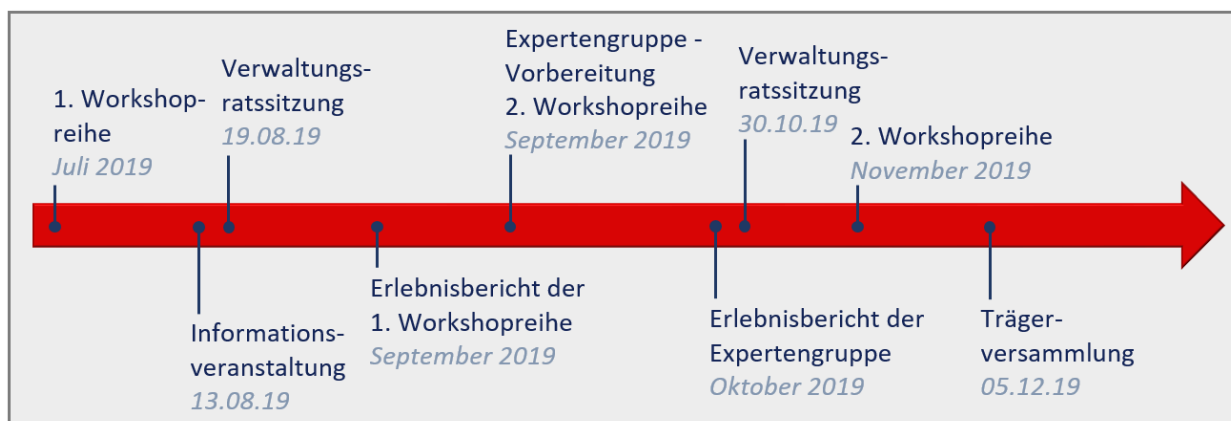 1. Workshop-
reihe
Juli 2019
Verwaltungs-
ratssitzung
19.08.19
Expertengruppe -
Vorbereitung
2. Workshopreihe
September 2019
Verwaltungs-
ratssitzung
30.10.19
2. Workshopreihe
November 2019
Informations-
veranstaltung
13.08.19
Erlebnisbericht der
1. Workshopreihe
September 2019
Erlebnisbericht der
Expertengruppe
Oktober 2019
Träger-
versammlung
05.12.19